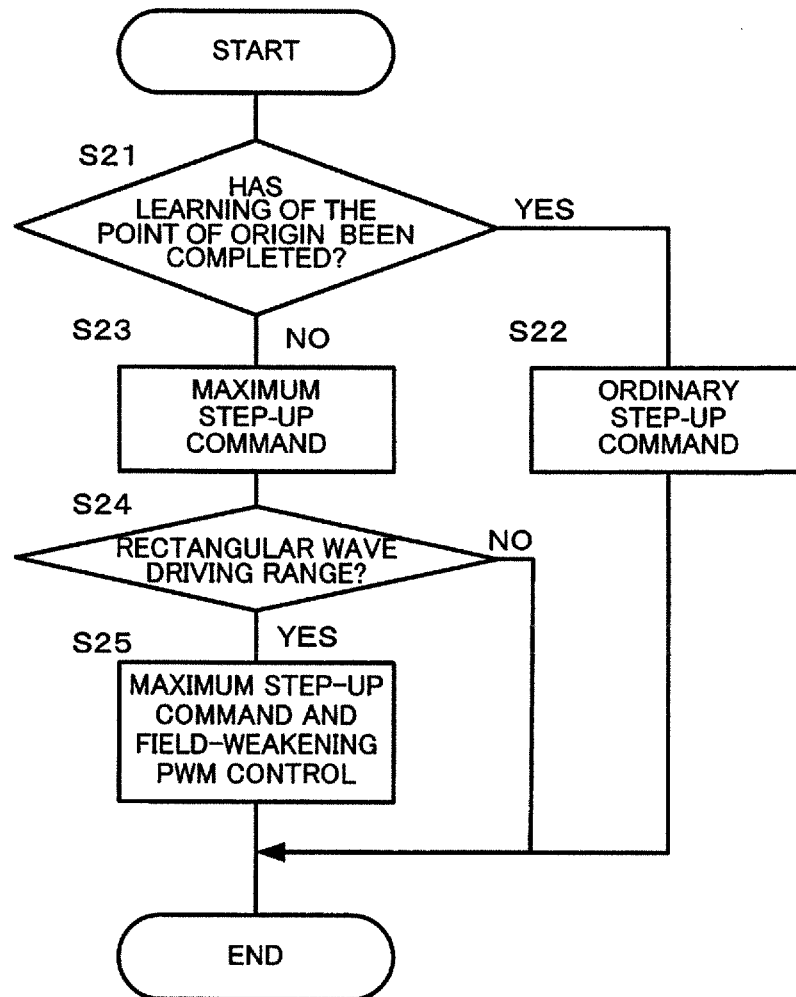 START
S21
HAS
LEARNING OF THE
POINT OF ORIGIN BEEN
COMPLETED?
YES
S23
NO
S22
MAXIMUM
STEP-UP
COMMAND
ORDINARY
STEP-UP
COMMAND
S24
RECTANGULAR WAVE
DRIVING RANGE?
NO
S25
YES
MAXIMUM STEP-UP
COMMAND AND
FIELD-WEAKENING
PWM CONTROL
END